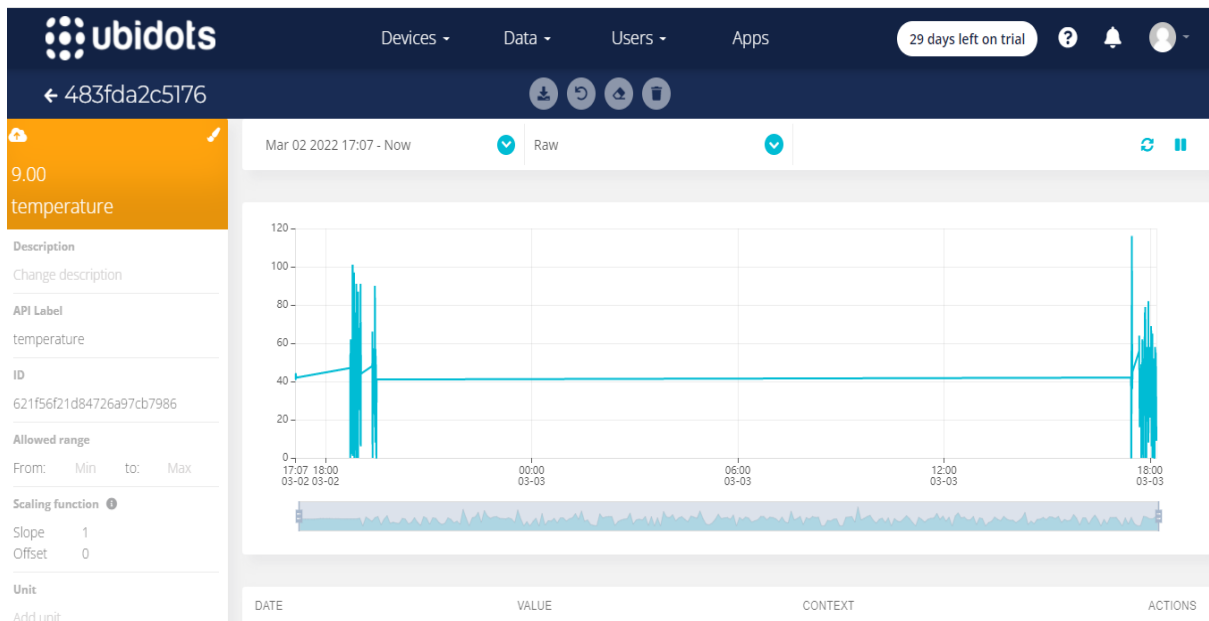 ubidots
Devices
Data
Users
Apps
29 days left on trial
?
← 483fda2c5176
9.00
temperature
Description
Change description
API Label
temperature
ID
621f56f21d84726a97cb7986
Allowed range
From: Min to: Max
Scaling function
Slope 1
Offset 0
Unit
Add unit
Mar 02 2022 17:07 - Now
Raw
120
100
80
60
40
20
0
17:07 18:00 00:00 06:00 12:00 18:00
03-02 03-02 03-03 03-03 03-03 03-03
DATE VALUE CONTEXT ACTIONS